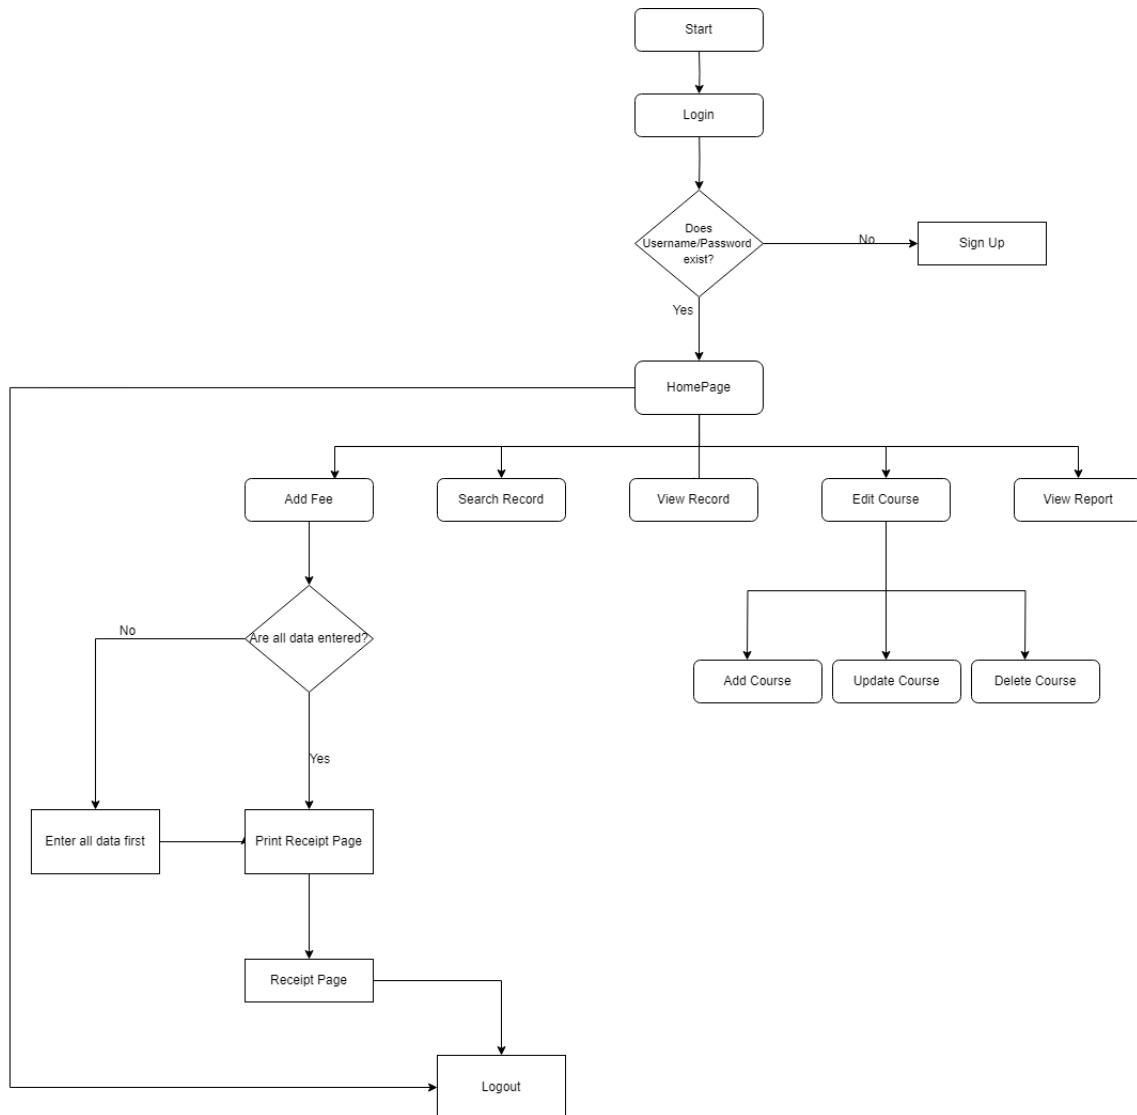 Start
Login
Does
Username/Password
exist?
No
Sign Up
Yes
HomePage
Add Fee
Search Record
View Record
Edit Course
View Report
Are all data entered?
No
Add Course
Update Course
Delete Course
Yes
Enter all data first
Print Receipt Page
Receipt Page
Logout